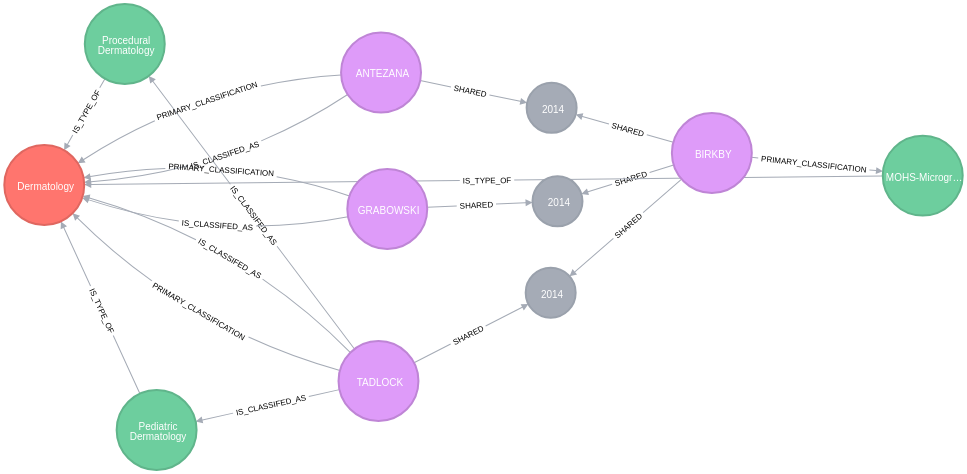 Procedural
Dermatology
ANTEZANA
PRIMARY_CLASSIFICATION
SHARED
IS_TYPE_OF
2014
SHARED
BIRKBY
PRIMARY_CLASSIFICATION
MOHS-Microgr…
IS_CLASSIFED_AS
PRIMARY_CLASSIFICATION
IS_TYPE_OF
SHARED
Dermatology
IS_CLASSIFED_AS
GRABOWSKI
SHARED
2014
IS_CLASSIFED_AS
SHARED
IS_CLASSIFED_AS
2014
PRIMARY_CLASSIFICATION
IS_TYPE_OF
SHARED
TADLOCK
IS_CLASSIFED_AS
Pediatric
Dermatology